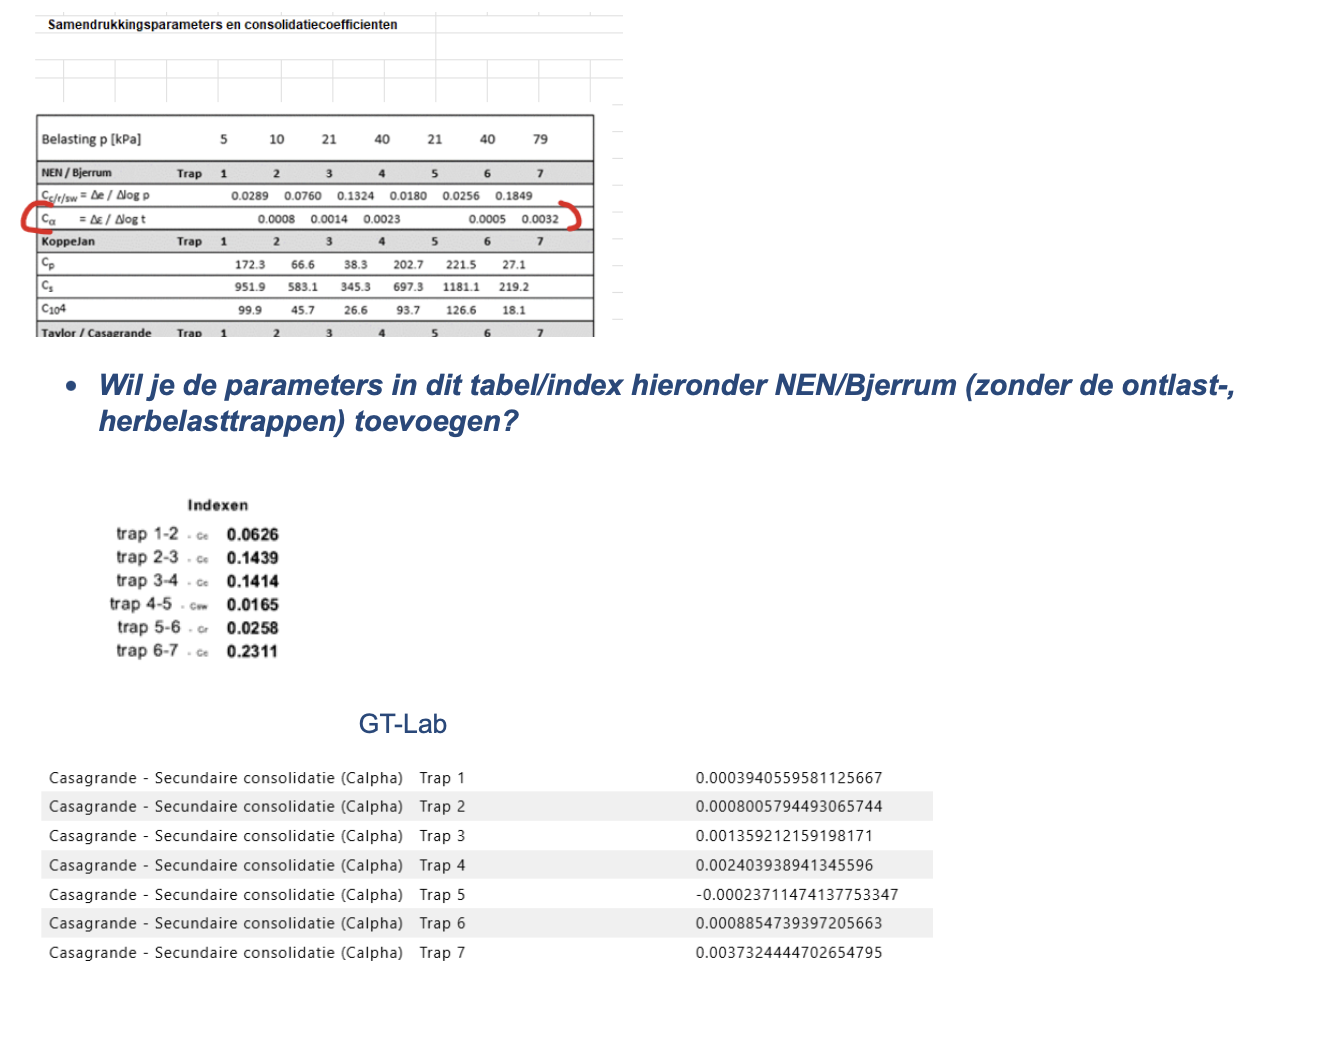 Samendrukkingsparameters en consolidatiecoefficienten
Belasting p [kPa] 5 10 21 40 21 40 79
NEN / Bjerrum Trap 1 2 3 4 5 6 7
Cc/r/sw = Δe / Δlog p 0.0289 0.0760 0.1324 0.0180 0.0256 0.1849
Cα = Δε / Δlog t 0.0008 0.0014 0.0023 0.0005 0.0032
KoppeJan Trap 1 2 3 4 5 6 7
Cp 172.3 66.6 38.3 202.7 221.5 27.1
Cs 951.9 583.1 345.3 697.3 1181.1 219.2
C10⁴ 99.9 45.7 26.6 93.7 126.6 18.1
Taylor / Casagrande Trap 1 2 3 4 5 6 7
• Wil je de parameters in dit tabel/index hieronder NEN/Bjerrum (zonder de ontlast-,
herbelasttrappen) toevoegen?
Indexen
trap 1-2 - Cc 0.0626
trap 2-3 - Cc 0.1439
trap 3-4 - Cc 0.1414
trap 4-5 - Csw 0.0165
trap 5-6 - Cr 0.0258
trap 6-7 - Cc 0.2311
GT-Lab
Casagrande - Secundaire consolidatie (Calpha) Trap 1 0.0003940559581125667
Casagrande - Secundaire consolidatie (Calpha) Trap 2 0.0008005794493065744
Casagrande - Secundaire consolidatie (Calpha) Trap 3 0.001359212159198171
Casagrande - Secundaire consolidatie (Calpha) Trap 4 0.002403938941345596
Casagrande - Secundaire consolidatie (Calpha) Trap 5 -0.00023711474137753347
Casagrande - Secundaire consolidatie (Calpha) Trap 6 0.0008854739397205663
Casagrande - Secundaire consolidatie (Calpha) Trap 7 0.0037324444702654795